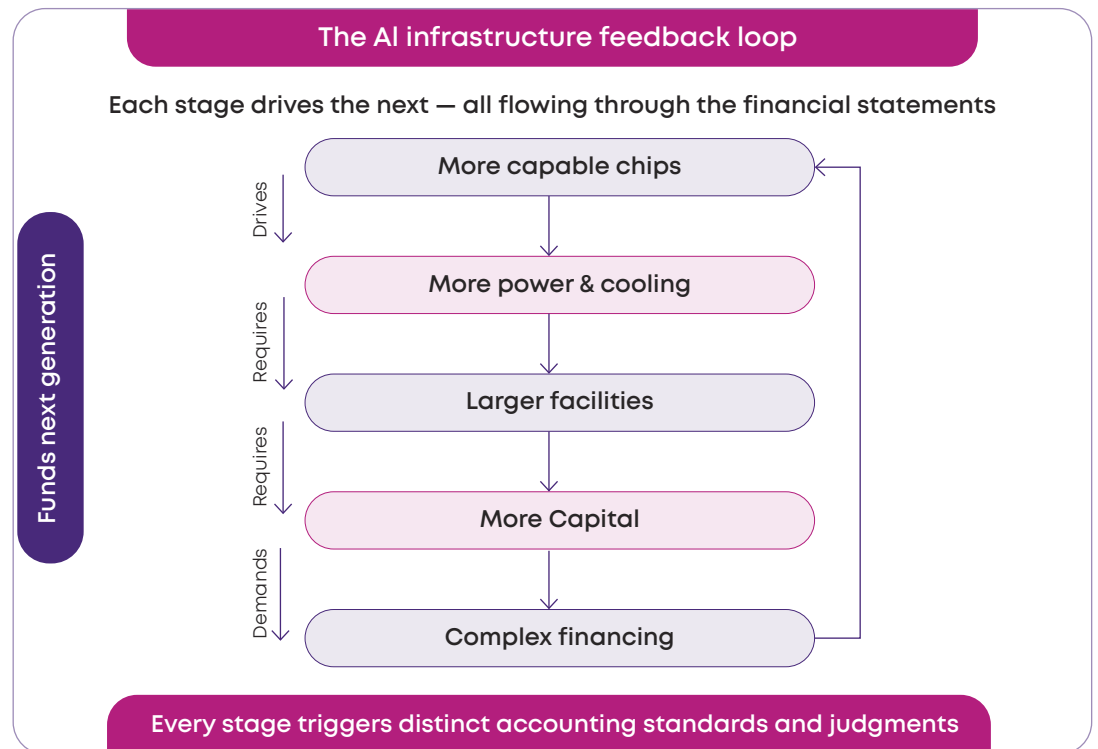 The AI infrastructure feedback loop
Each stage drives the next — all flowing through the financial statements
More capable chips
Drives
More power & cooling
Requires
Larger facilities
Requires
More Capital
Demands
Complex financing
Funds next generation
Every stage triggers distinct accounting standards and judgments